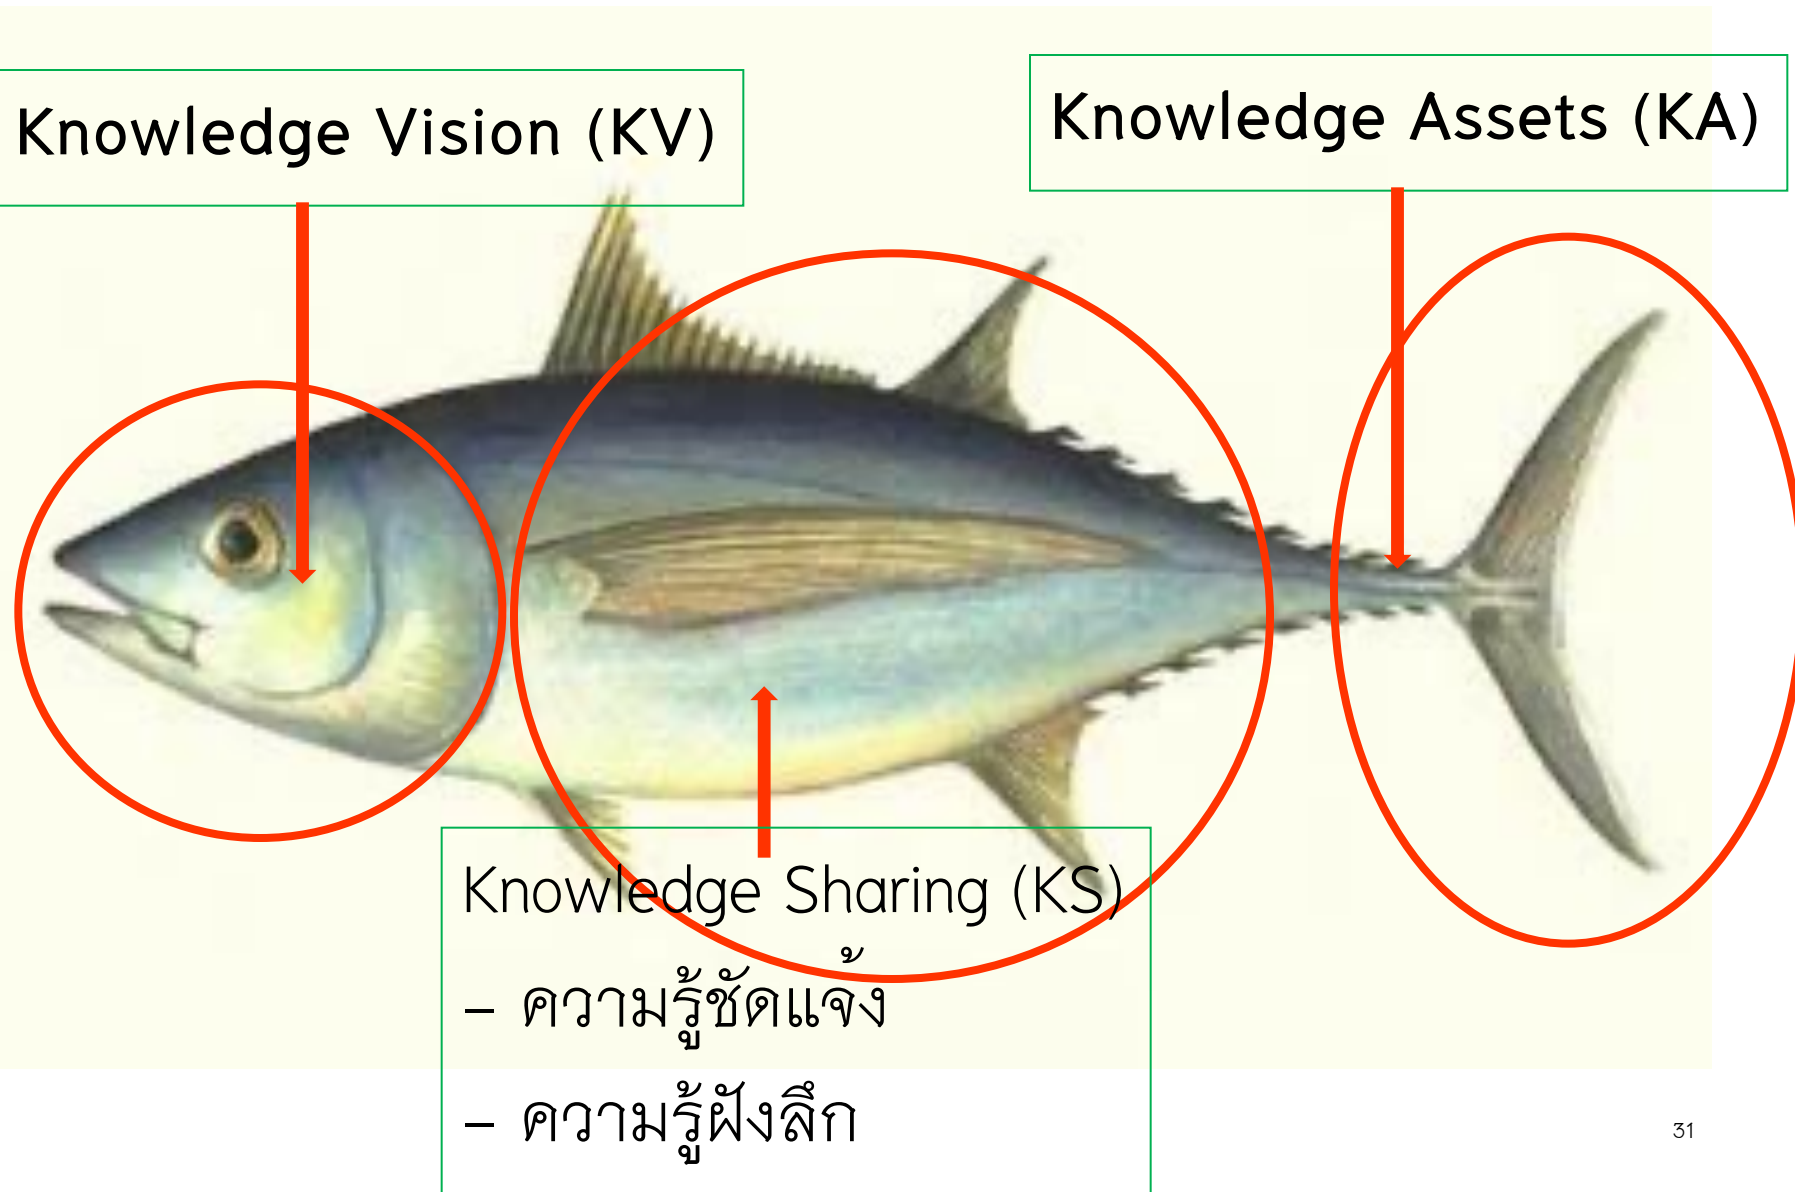 Knowledge Vision (KV)
Knowledge Assets (KA)
Knowledge Sharing (KS)
– ความรู้ชัดแจ้ง
– ความรู้ฝังลึก
31